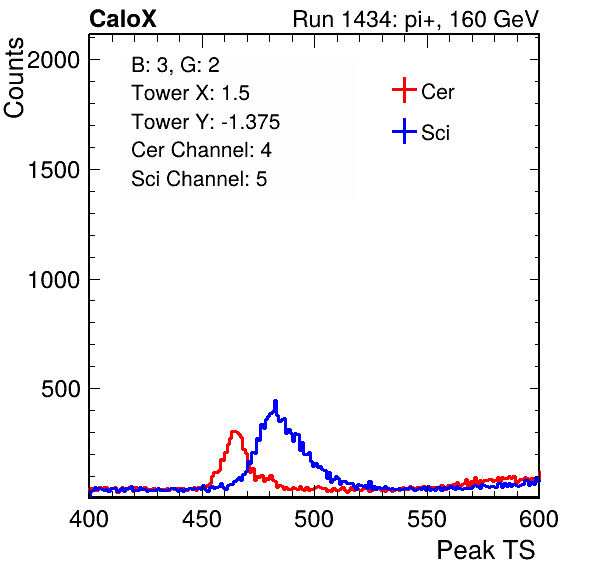 CaloX Run 1434: pi+, 160 GeV
Counts
2000
1500
1000
500
B: 3, G: 2
Tower X: 1.5
Tower Y: -1.375
Cer Channel: 4
Sci Channel: 5
Cer
Sci
400 450 500 550 600
Peak TS